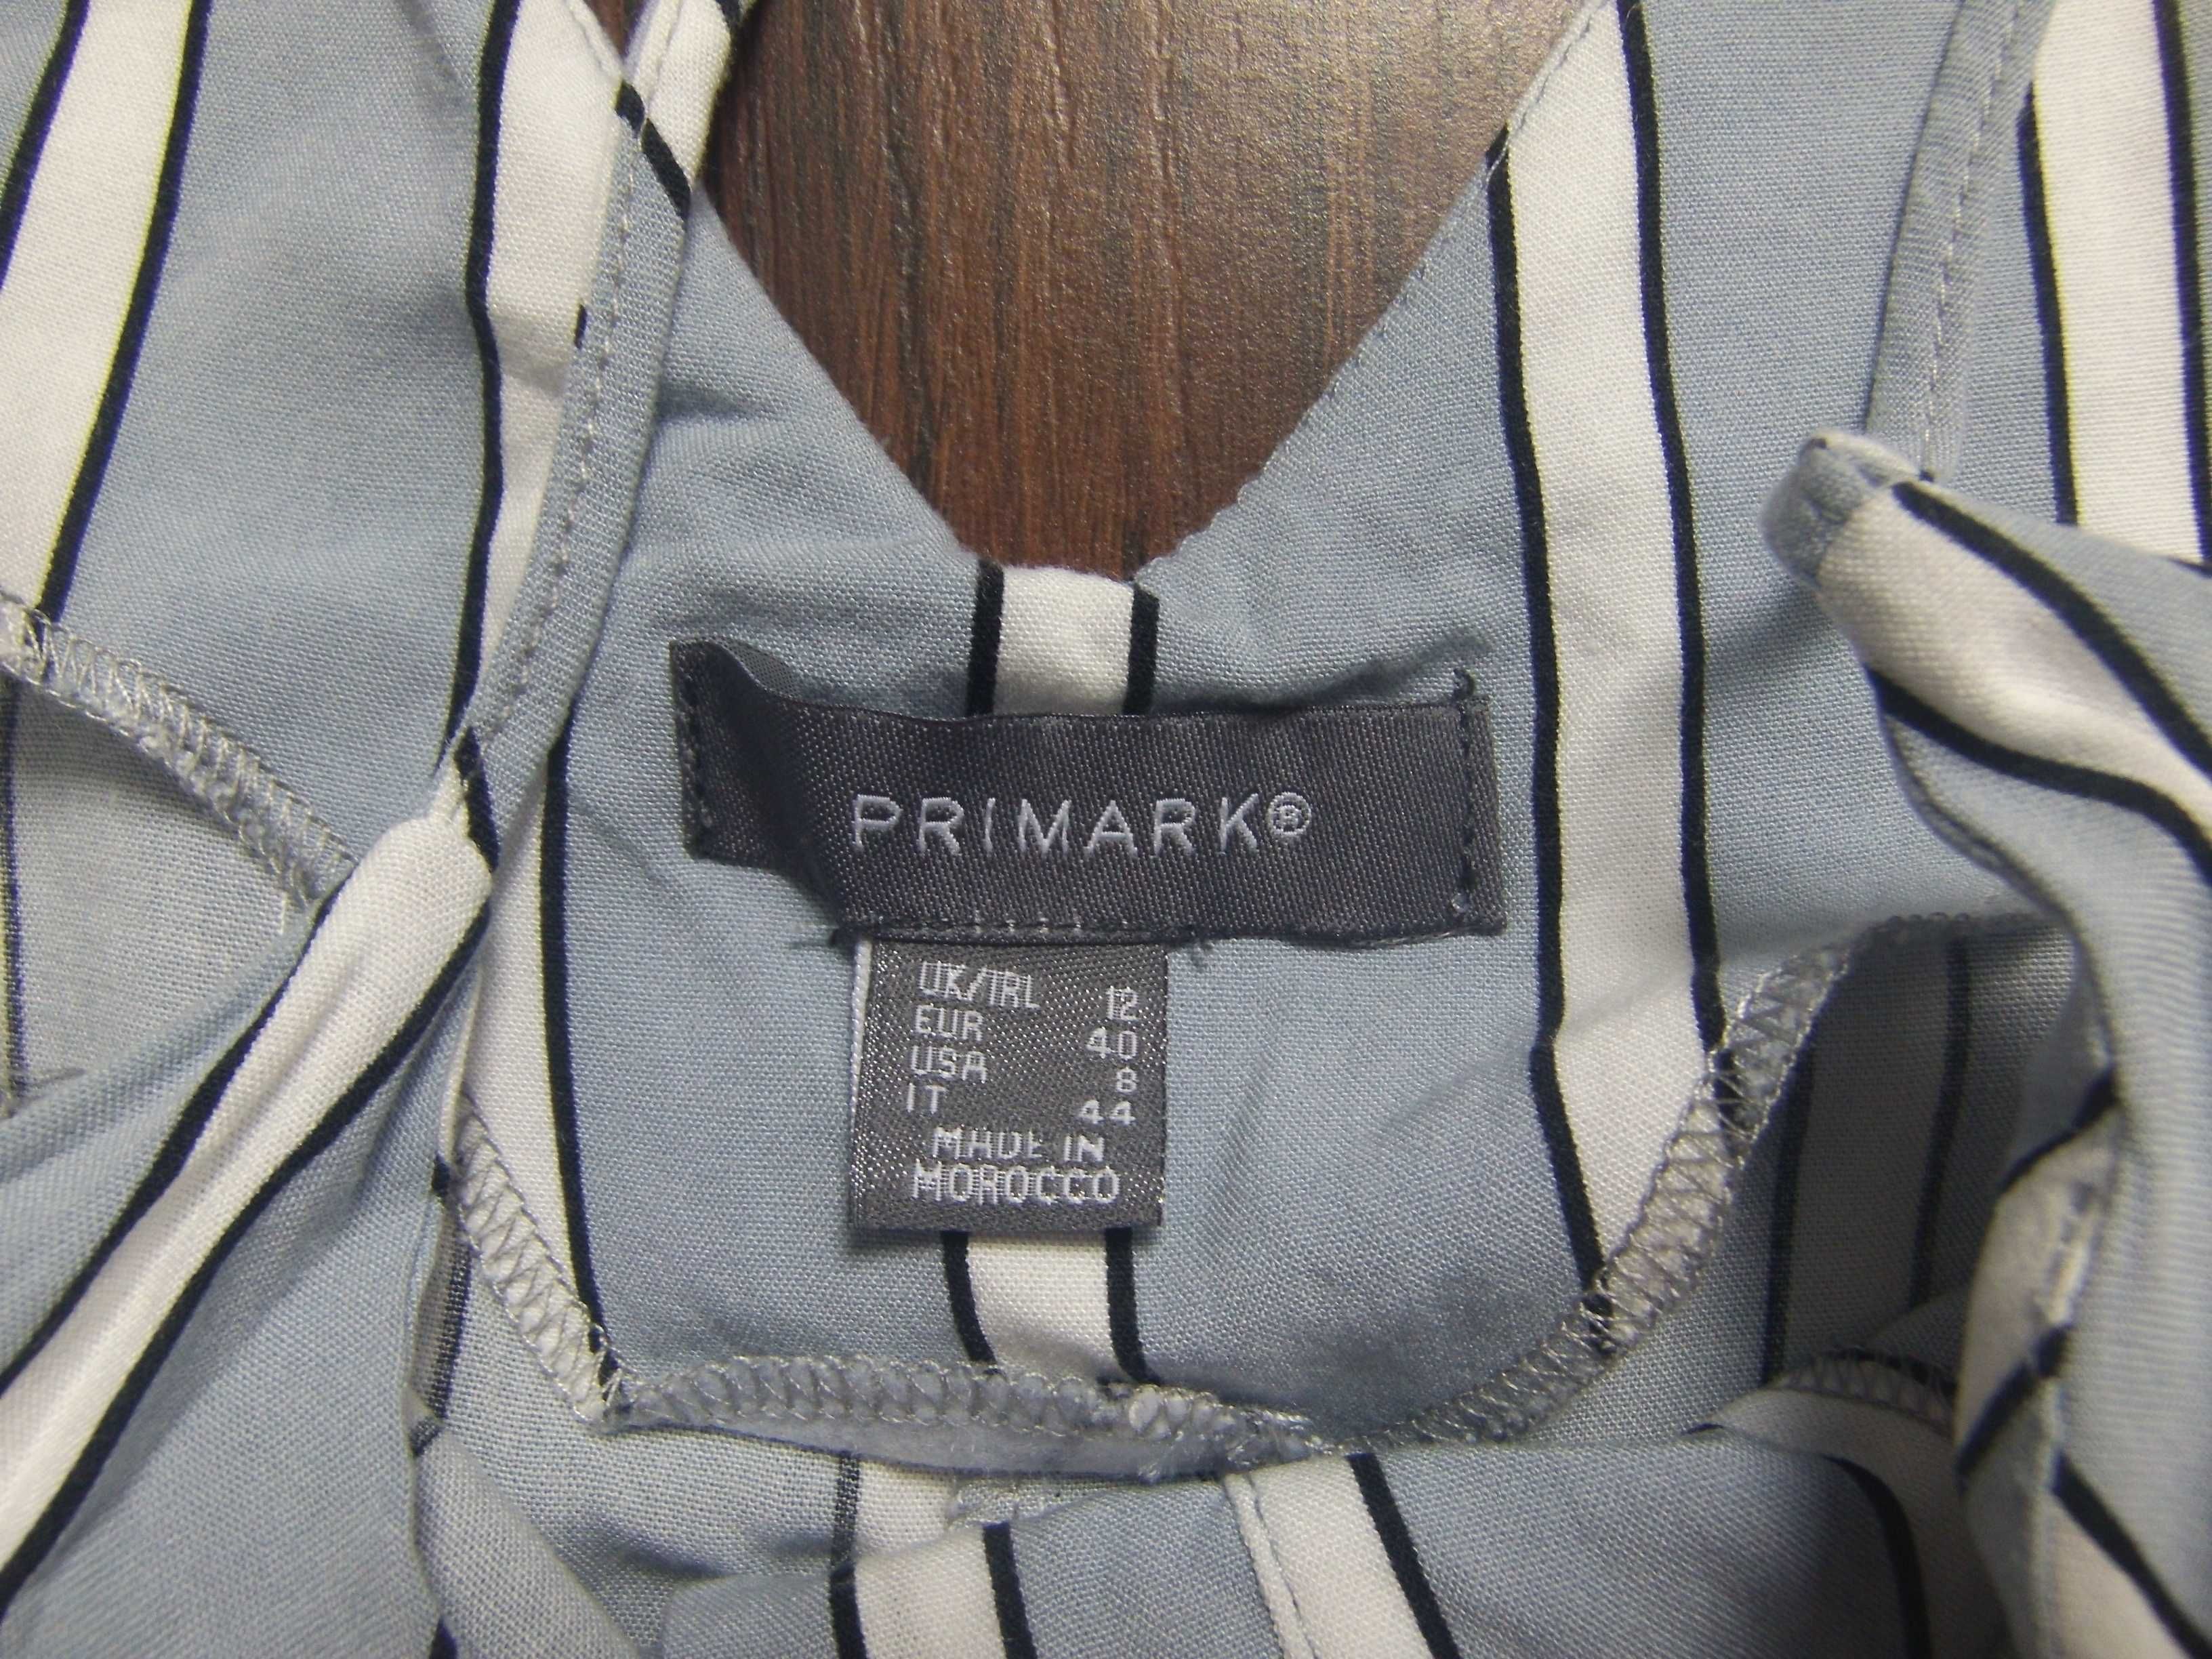 PRIMARK®
UK/IRL 12
EUR 40
USA 8
IT 44
MADE IN
MOROCCO